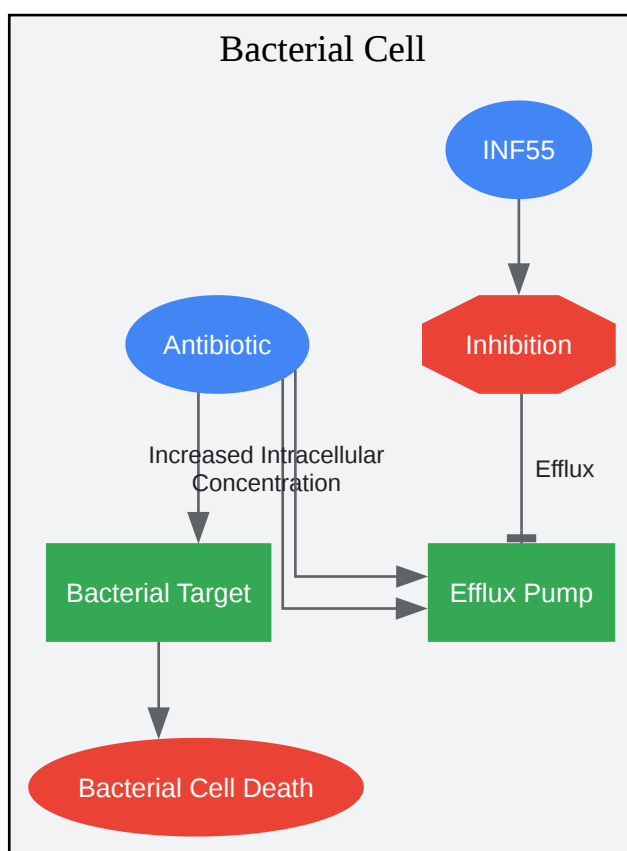 Bacterial Cell
INF55
Antibiotic
Inhibition
Increased Intracellular
Concentration
Efflux
Bacterial Target
Efflux Pump
Bacterial Cell Death